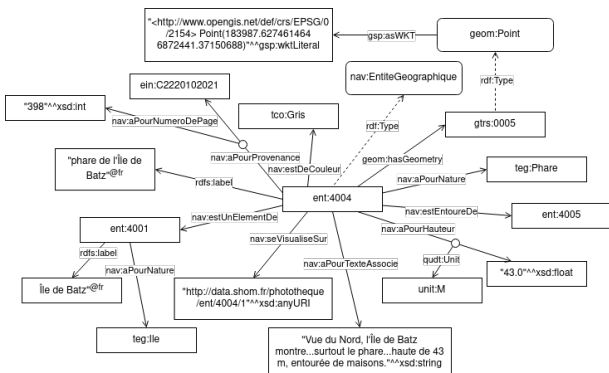 "<http://www.opengis.net/def/crs/EPSG/0
/2154> Point(183987.627461464
6872441.37150688)"^^gsp:wktLiteral
gsp:asWKT
geom:Point
ein:C2220102021
nav:EntiteGeographique
rdf:Type
"398"^^xsd:int
nav:aPourNumeroDePage
tco:Gris
rdf:Type
gtrs:0005
nav:aPourProvenance
geom:hasGeometry
"phare de l'Île de
Batz"@fr
nav:estDeCouleur
teg:Phare
rdfs:label
nav:aPourNature
ent:4004
ent:4001
nav:estUnElementDe
nav:estEntoureDe
ent:4005
nav:aPourHauteur
rdfs:label
nav:seVisualiseSur
nav:aPourNature
nav:aPourTexteAssocie
qudt:Unit
Île de Batz"@fr
"http://data.shom.fr/phototheque
/ent/4004/1"^^xsd:anyURI
unit:M
"43.0"^^xsd:float
teg:Ile
"Vue du Nord, l'Île de Batz
montre...surtout le phare...haute de 43
m, entourée de maisons."^^xsd:string